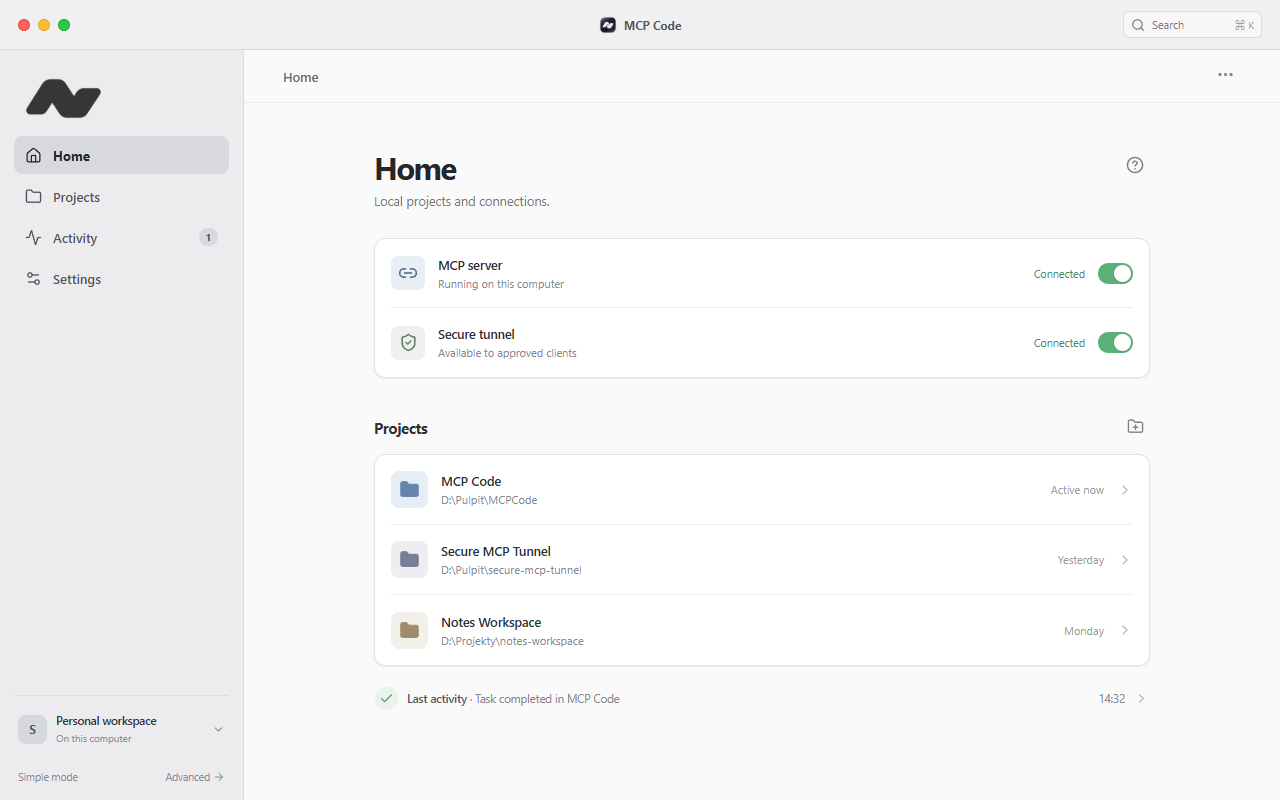 MCP Code
Search
⌘ K
Home
Projects
Activity
1
Settings
S
Personal workspace
On this computer
Simple mode
Advanced →
Home
Home
Local projects and connections.
MCP server
Running on this computer
Connected
Secure tunnel
Available to approved clients
Connected
Projects
MCP Code
D:\Pulpit\MCPCode
Active now
Secure MCP Tunnel
D:\Pulpit\secure-mcp-tunnel
Yesterday
Notes Workspace
D:\Projekty\notes-workspace
Monday
Last activity · Task completed in MCP Code
14:32